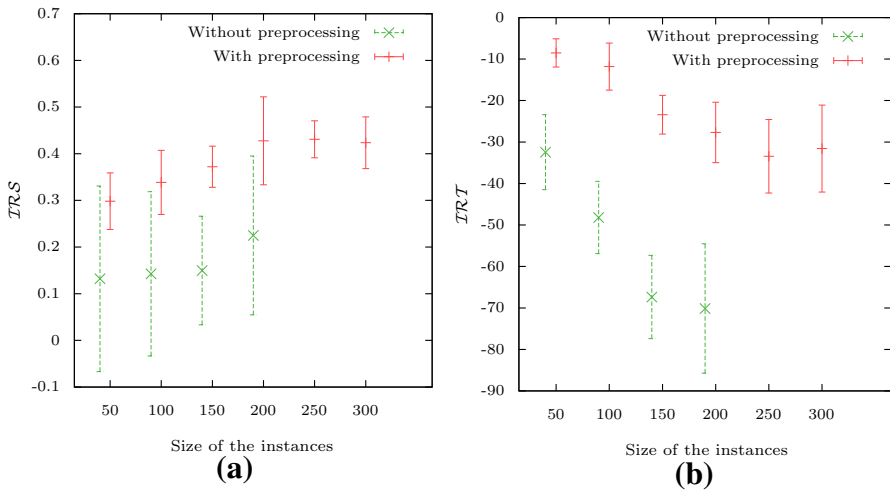 0.7
0.6
0.5
0.4
0.3
0.2
0.1
0
-0.1
IRS
Without preprocessing
With preprocessing
50 100 150 200 250 300
Size of the instances
(a)
0
-10
-20
-30
-40
-50
-60
-70
-80
-90
IRT
Without preprocessing
With preprocessing
50 100 150 200 250 300
Size of the instances
(b)